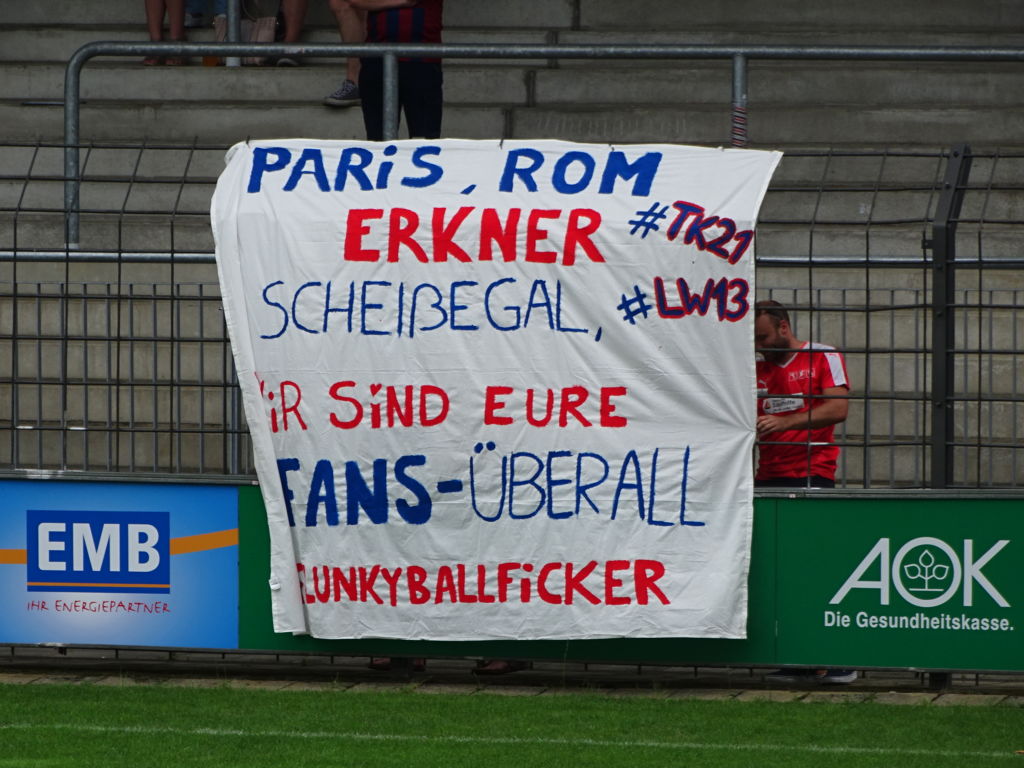 PARiS, ROM
ERKNER #TK21
SCHEIßEGAL, #LW13
iR SiND EURE
FANS-ÜBERALL
LUNKYBALLFiCKER
EMB
IHR ENERGIEPARTNER
AOK
Die Gesundheitskasse.